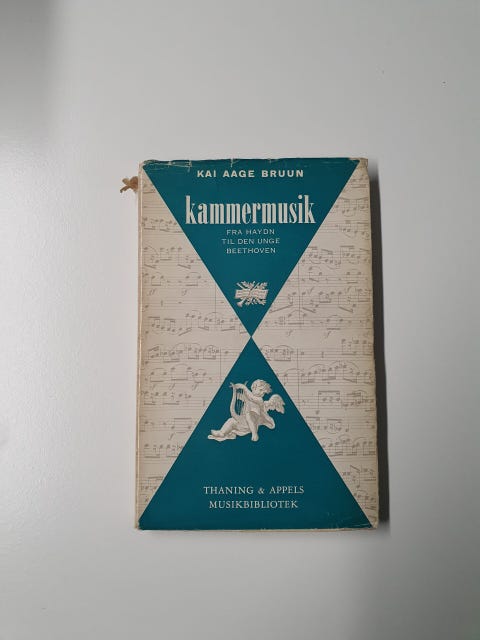 KAI AAGE BRUUN
kammermusik
FRA HAYDN
TIL DEN UNGE
BEETHOVEN
THANING & APPELS
MUSIKBIBLIOTEK